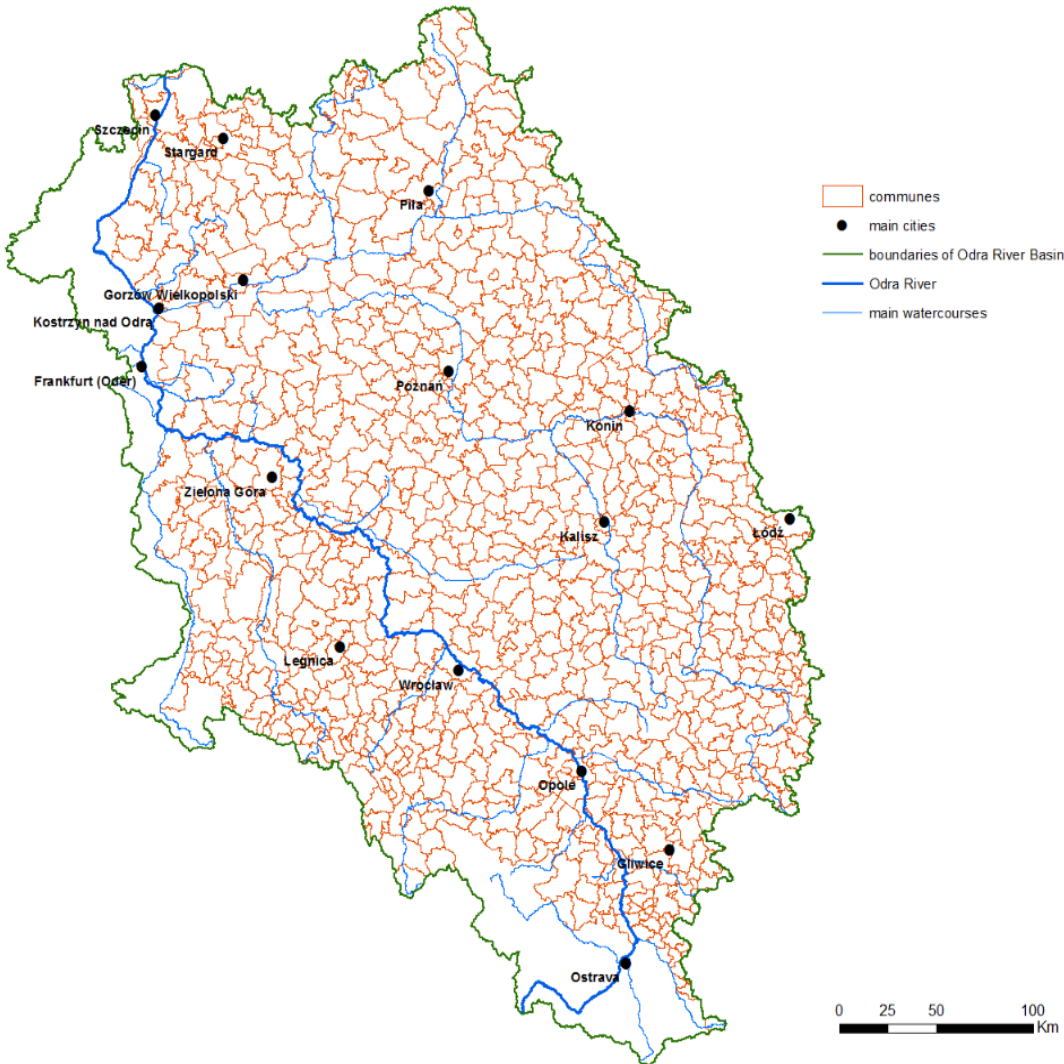 Szczecin
Stargard
Piła
Gorzów Wielkopolski
Kostrzyn nad Odrą
Frankfurt (Oder)
Poznań
Konin
Zielona Góra
Kalisz
Łódź
Legnica
Wrocław
Opole
Gliwice
Ostrava
communes
main cities
boundaries of Odra River Basin
Odra River
main watercourses
0 25 50 100
Km